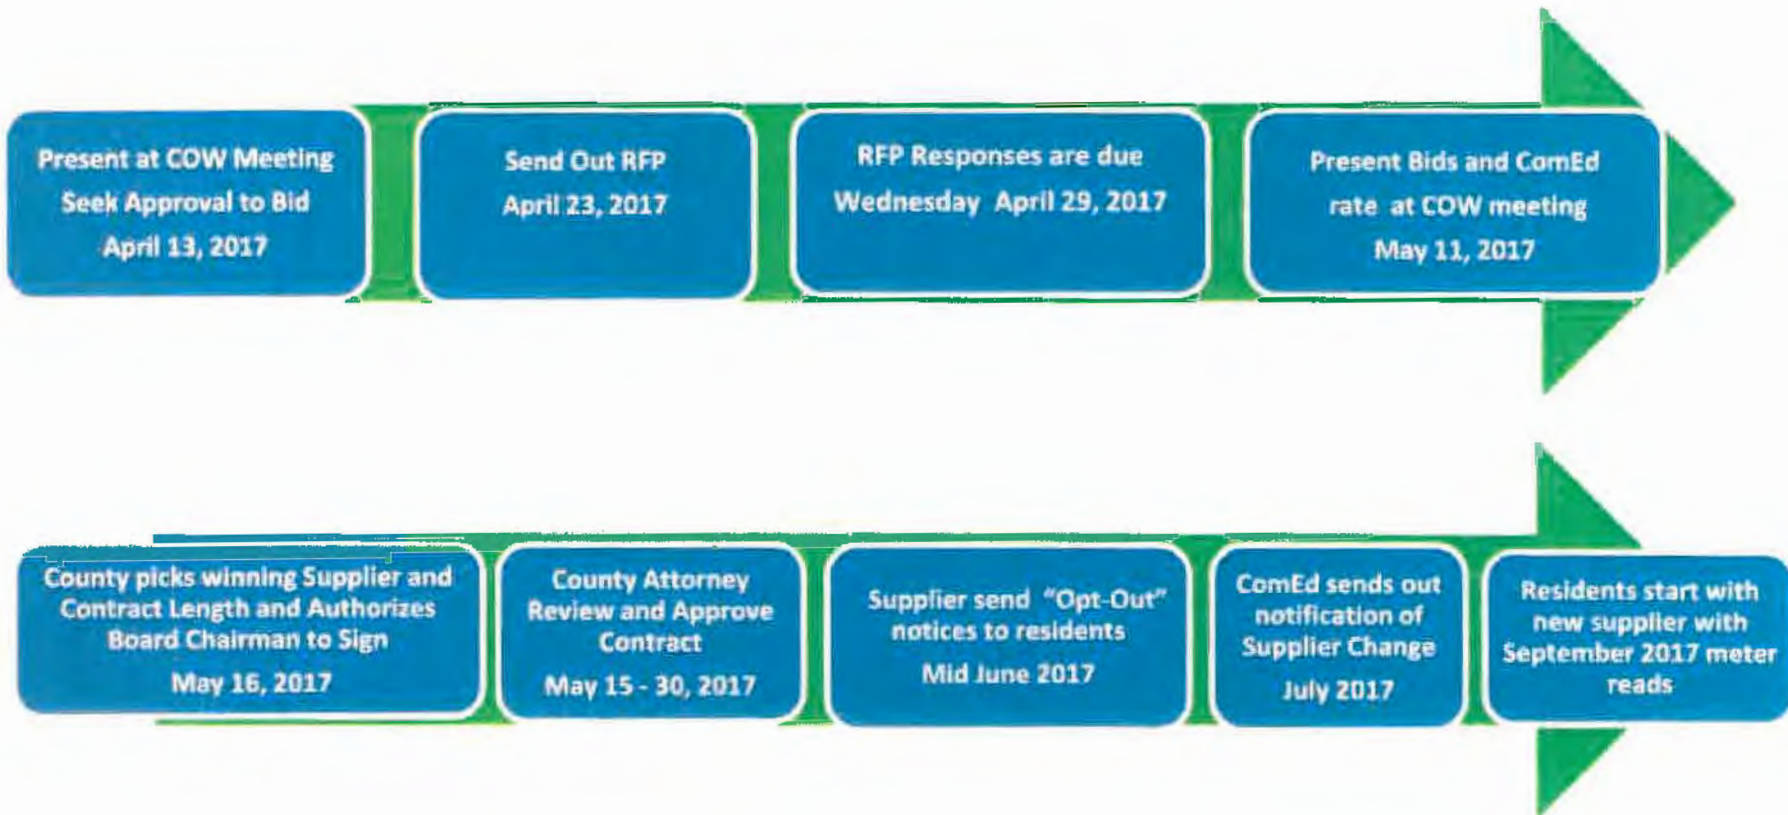 Present at COW Meeting
Seek Approval to Bid
April 13, 2017
Send Out RFP
April 23, 2017
RFP Responses are due
Wednesday April 29, 2017
Present Bids and ComEd
rate at COW meeting
May 11, 2017
County picks winning Supplier and
Contract Length and Authorizes
Board Chairman to Sign
May 16, 2017
County Attorney
Review and Approve
Contract
May 15 - 30, 2017
Supplier send "Opt-Out"
notices to residents
Mid June 2017
ComEd sends out
notification of
Supplier Change
July 2017
Residents start with
new supplier with
September 2017 meter
reads